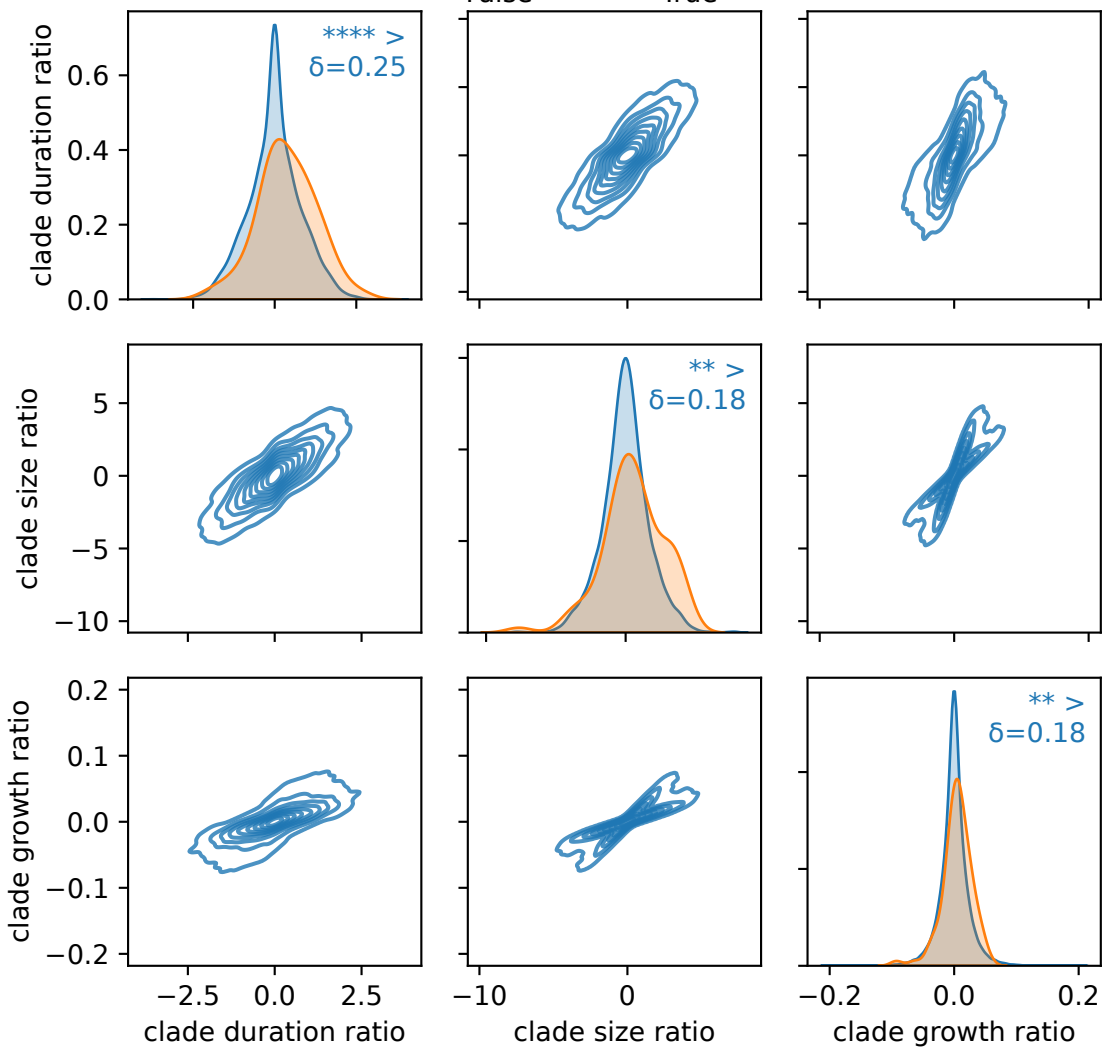 **** >
δ=0.25
clade duration ratio
0.6
0.4
0.2
0.0
** >
δ=0.18
clade size ratio
5
0
−5
−10
** >
δ=0.18
clade growth ratio
0.2
0.1
0.0
−0.1
−0.2
−2.5 0.0 2.5 −10 0 −0.2 0.0 0.2
clade duration ratio clade size ratio clade growth ratio